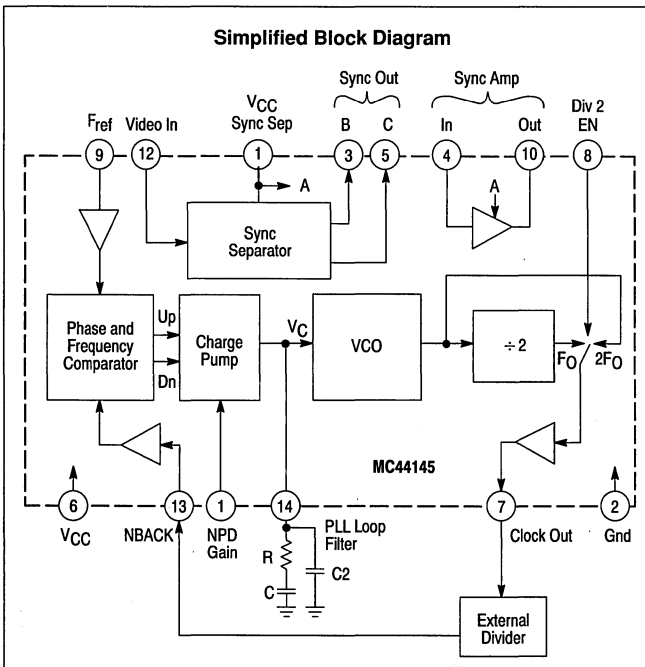 Simplified Block Diagram
Sync Out
Sync Amp
VCC
Sync Sep
B
C
In
Out
Div 2
EN
Fref
Video In
9
12
1
3
5
4
10
8
A
A
Sync
Separator
Phase and
Frequency
Comparator
Up
Dn
Charge
Pump
VC
VCO
÷ 2
FO
2FO
MC44145
6
13
1
14
7
2
VCC
NBACK
NPD
Gain
PLL Loop
Filter
Clock Out
Gnd
R
C
C2
External
Divider